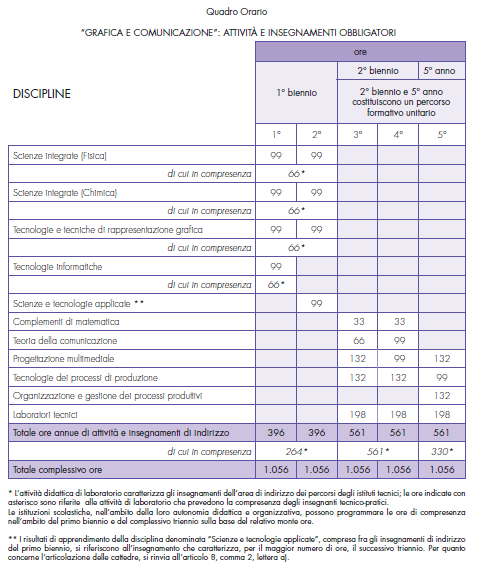 Quadro Orario
"GRAFICA E COMUNICAZIONE": ATTIVITÀ E INSEGNAMENTI OBBLIGATORI
DISCIPLINE
ore
1° biennio
2° biennio 5° anno
2° biennio e 5° anno
costituiscono un percorso
formativo unitario
1° 2° 3° 4° 5°
Scienze integrate (Fisica) 99 99
di cui in compresenza 66*
Scienze integrate (Chimica) 99 99
di cui in compresenza 66*
Tecnologie e tecniche di rappresentazione grafica 99 99
di cui in compresenza 66*
Tecnologie informatiche 99
di cui in compresenza 66*
Scienze e tecnologie applicate ** 99
Complementi di matematica 33 33
Teoria della comunicazione 66 99
Progettazione multimediale 132 99 132
Tecnologie dei processi di produzione 132 132 99
Organizzazione e gestione dei processi produttivi 132
Laboratori tecnici 198 198 198
Totale ore annue di attività e insegnamenti di indirizzo 396 396 561 561 561
di cui in compresenza 264* 561* 330*
Totale complessivo ore 1.056 1.056 1.056 1.056 1.056
* L'attività didattica di laboratorio caratterizza gli insegnamenti dell'area di indirizzo dei percorsi degli istituti tecnici; le ore indicate con
asterisco sono riferite alle attività di laboratorio che prevedono la compresenza degli insegnanti tecnico-pratici.
Le istituzioni scolastiche, nell'ambito della loro autonomia didattica e organizzativa, possono programmare le ore di compresenza
nell'ambito del primo biennio e del complessivo triennio sulla base del relativo monte ore.
** I risultati di apprendimento della disciplina denominata "Scienze e tecnologie applicate", compresa fra gli insegnamenti di indirizzo
del primo biennio, si riferiscono all'insegnamento che caratterizza, per il maggior numero di ore, il successivo triennio. Per quanto
concerne l'articolazione delle cattedre, si rinvia all'articolo 8, comma 2, lettera a).